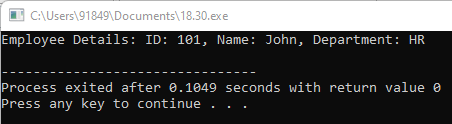 C:\Users\91849\Documents\18.30.exe
Employee Details: ID: 101, Name: John, Department: HR
--------------------------------
Process exited after 0.1049 seconds with return value 0
Press any key to continue . . .